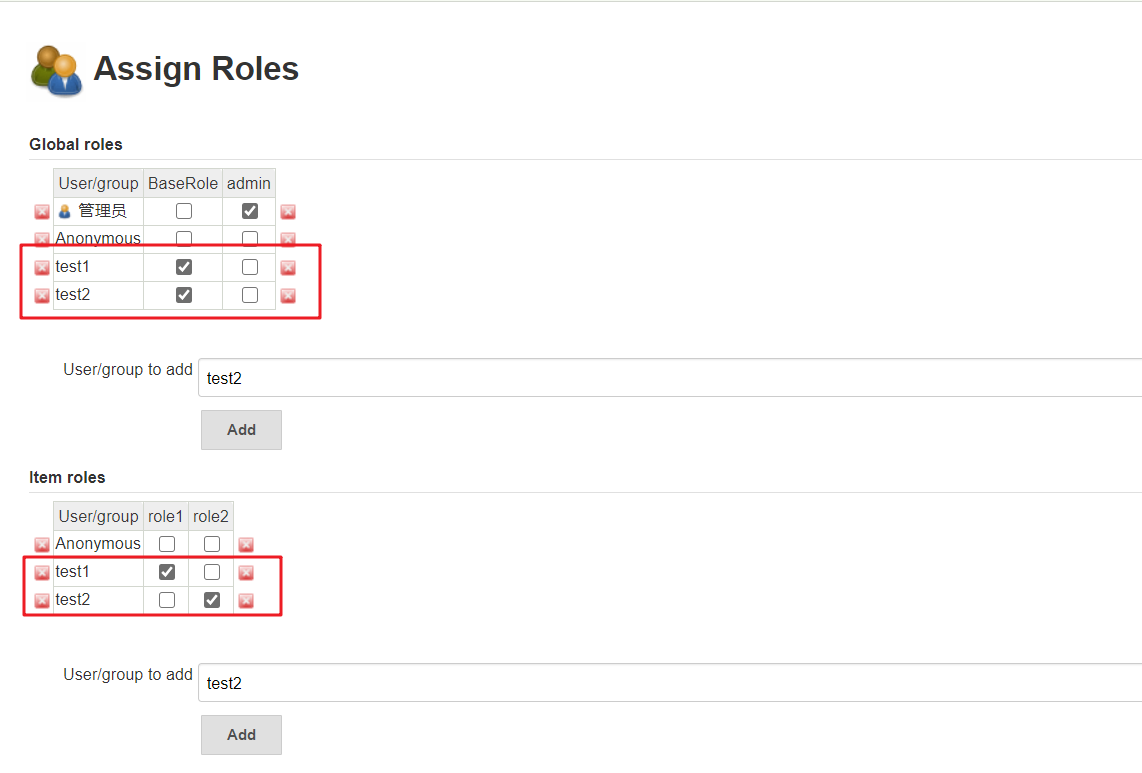 Assign Roles
Global roles
User/group BaseRole admin
管理员
Anonymous
test1
test2
User/group to add test2
Add
Item roles
User/group role1 role2
Anonymous
test1
test2
User/group to add test2
Add